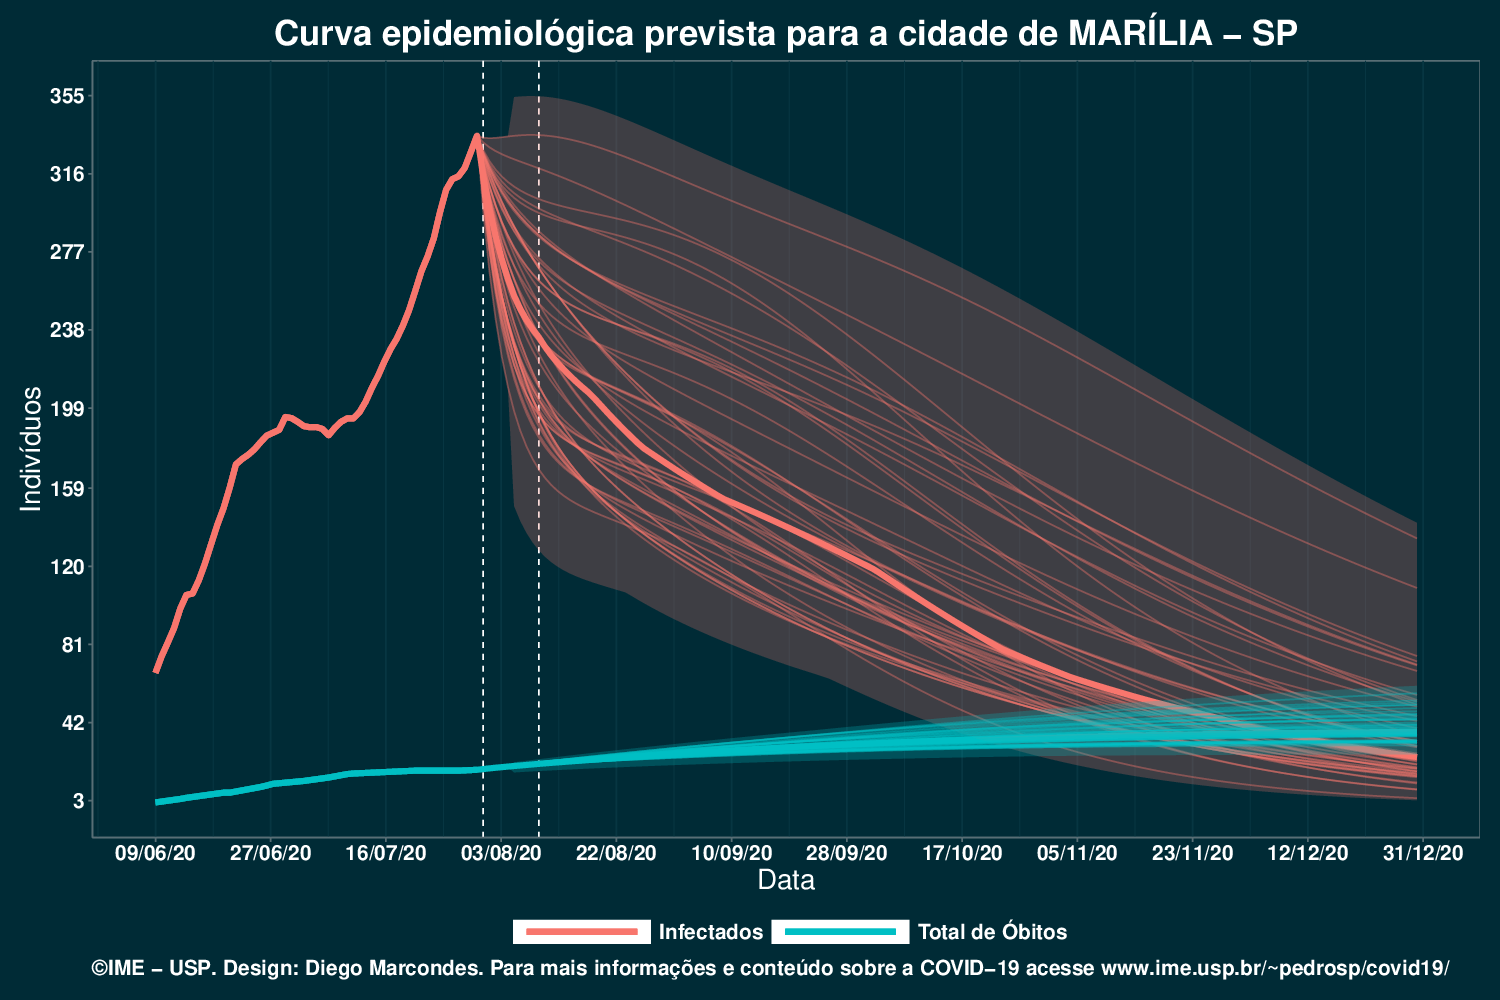 Curva epidemiológica prevista para a cidade de MARÍLIA – SP
Indivíduos
355
316
277
238
199
159
120
81
42
3
09/06/20 27/06/20 16/07/20 03/08/20 22/08/20 10/09/20 28/09/20 17/10/20 05/11/20 23/11/20 12/12/20 31/12/20
Data
Infectados Total de Óbitos
©IME – USP. Design: Diego Marcondes. Para mais informações e conteúdo sobre a COVID–19 acesse www.ime.usp.br/~pedrosp/covid19/